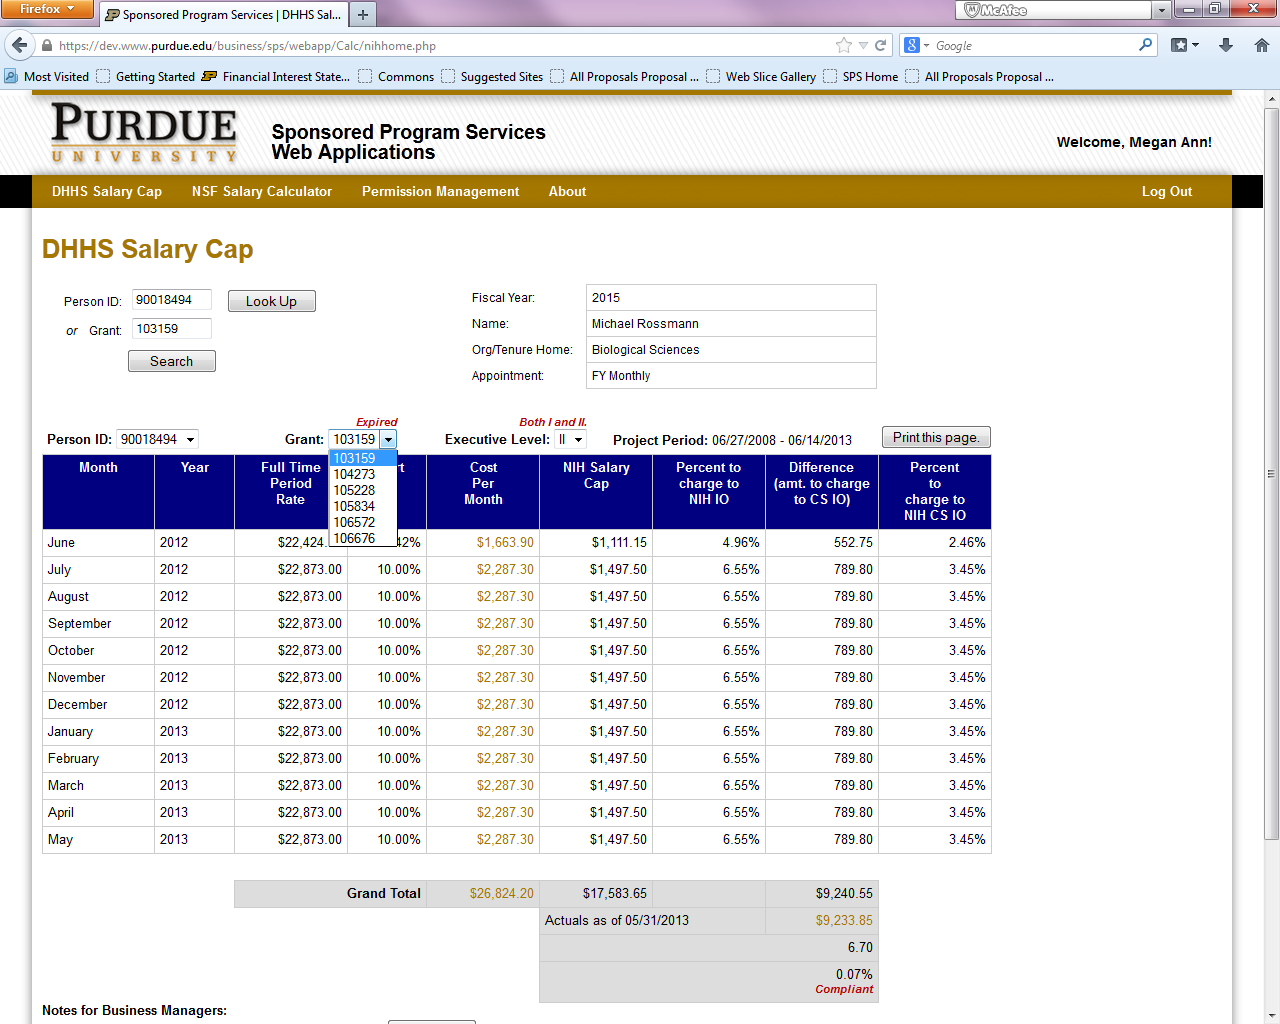 Firefox
Sponsored Program Services | DHHS Sal...
McAfee
https://dev.www.purdue.edu/business/sps/webapp/Calc/nihhome.php
Google
Most Visited Getting Started Financial Interest State... Commons Suggested Sites All Proposals Proposal ... Web Slice Gallery SPS Home All Proposals Proposal ...
PURDUE
UNIVERSITY
Sponsored Program Services
Web Applications
Welcome, Megan Ann!
DHHS Salary Cap NSF Salary Calculator Permission Management About Log Out
DHHS Salary Cap
Person ID: 90018494 Look Up
or Grant: 103159
Search
Fiscal Year: 2015
Name: Michael Rossmann
Org/Tenure Home: Biological Sciences
Appointment: FY Monthly
Expired Both I and II.
Person ID: 90018494 Grant: 103159 Executive Level: II Project Period: 06/27/2008 - 06/14/2013 Print this page.
103159
104273
105228
105834
106572
106676
Month Year Full Time Period Rate rt Cost Per Month NIH Salary Cap Percent to charge to NIH IO Difference (amt. to charge to CS IO) Percent to charge to NIH CS IO
June 2012 $22,424. 42% $1,663.90 $1,111.15 4.96% 552.75 2.46%
July 2012 $22,873.00 10.00% $2,287.30 $1,497.50 6.55% 789.80 3.45%
August 2012 $22,873.00 10.00% $2,287.30 $1,497.50 6.55% 789.80 3.45%
September 2012 $22,873.00 10.00% $2,287.30 $1,497.50 6.55% 789.80 3.45%
October 2012 $22,873.00 10.00% $2,287.30 $1,497.50 6.55% 789.80 3.45%
November 2012 $22,873.00 10.00% $2,287.30 $1,497.50 6.55% 789.80 3.45%
December 2012 $22,873.00 10.00% $2,287.30 $1,497.50 6.55% 789.80 3.45%
January 2013 $22,873.00 10.00% $2,287.30 $1,497.50 6.55% 789.80 3.45%
February 2013 $22,873.00 10.00% $2,287.30 $1,497.50 6.55% 789.80 3.45%
March 2013 $22,873.00 10.00% $2,287.30 $1,497.50 6.55% 789.80 3.45%
April 2013 $22,873.00 10.00% $2,287.30 $1,497.50 6.55% 789.80 3.45%
May 2013 $22,873.00 10.00% $2,287.30 $1,497.50 6.55% 789.80 3.45%
Grand Total $26,824.20 $17,583.65 $9,240.55
Actuals as of 05/31/2013 $9,233.85
6.70
0.07%
Compliant
Notes for Business Managers: